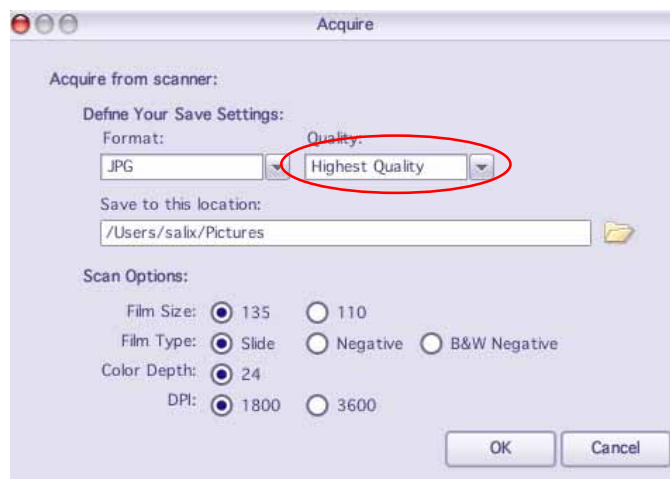 Acquire
Acquire from scanner:
Define Your Save Settings:
Format: Quality:
JPG Highest Quality
Save to this location:
/Users/salix/Pictures
Scan Options:
Film Size: 135 110
Film Type: Slide Negative B&W Negative
Color Depth: 24
DPI: 1800 3600
OK Cancel